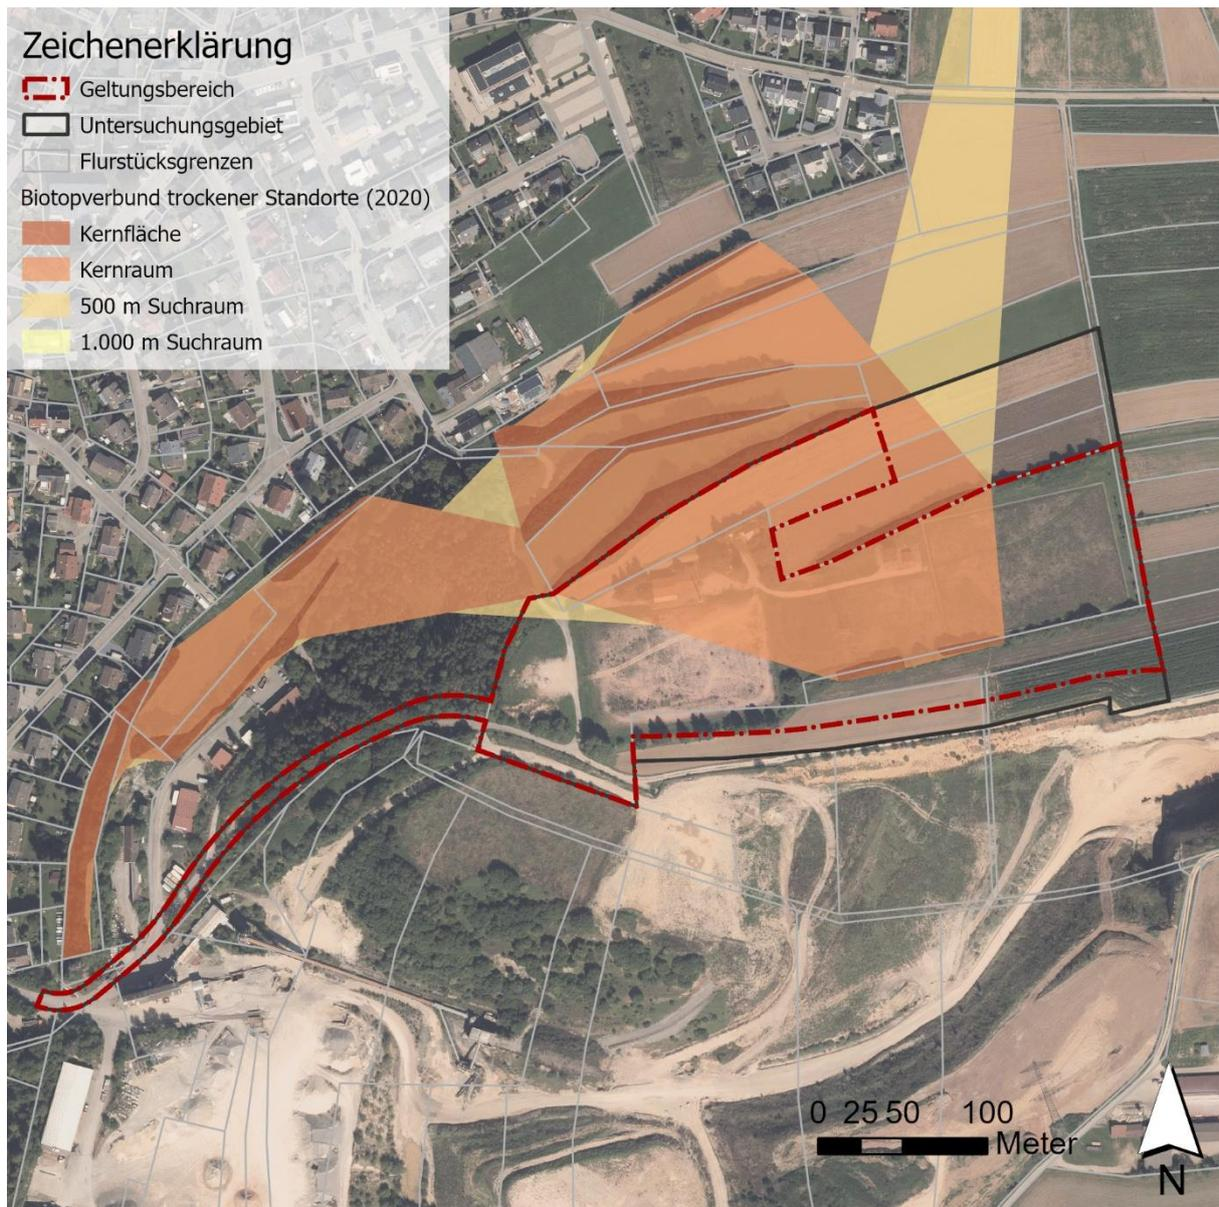 Zeichenerklärung
Geltungsbereich
Untersuchungsgebiet
Flurstücksgrenzen
Biotopverbund trockener Standorte (2020)
Kernfläche
Kernraum
500 m Suchraum
1.000 m Suchraum
0 25 50 100
Meter
N